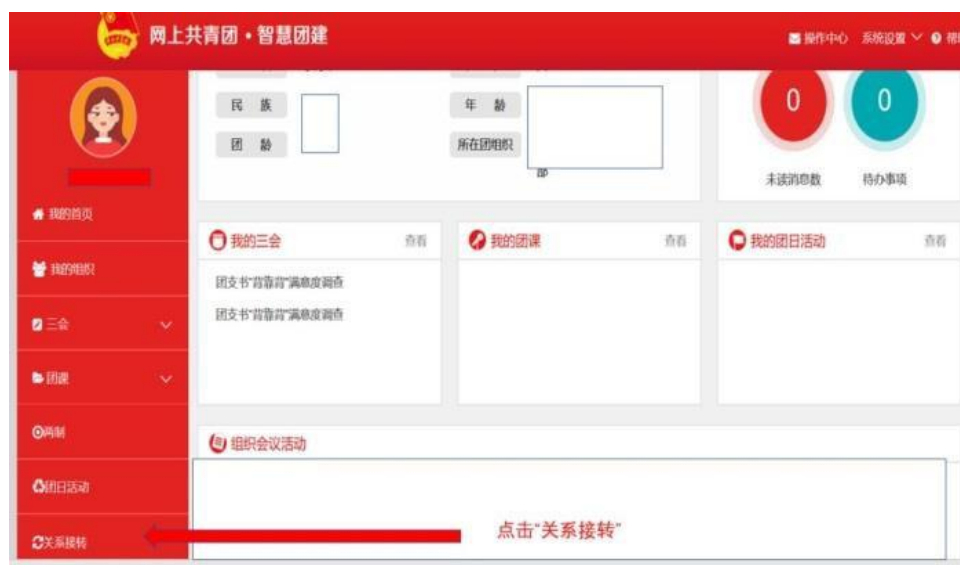 网上共青团·智慧团建
操作中心 系统设置
民 族
年 龄
0
0
团 龄
所在团组织
部
未读消息数
待办事项
我的首页
我的三会 查看
我的团课 查看
我的团日活动 查看
我的组织
团支书"背靠背"满意度调查
团支书"背靠背"满意度调查
三会
团课
两制
组织会议活动
团日活动
关系接转
点击"关系接转"